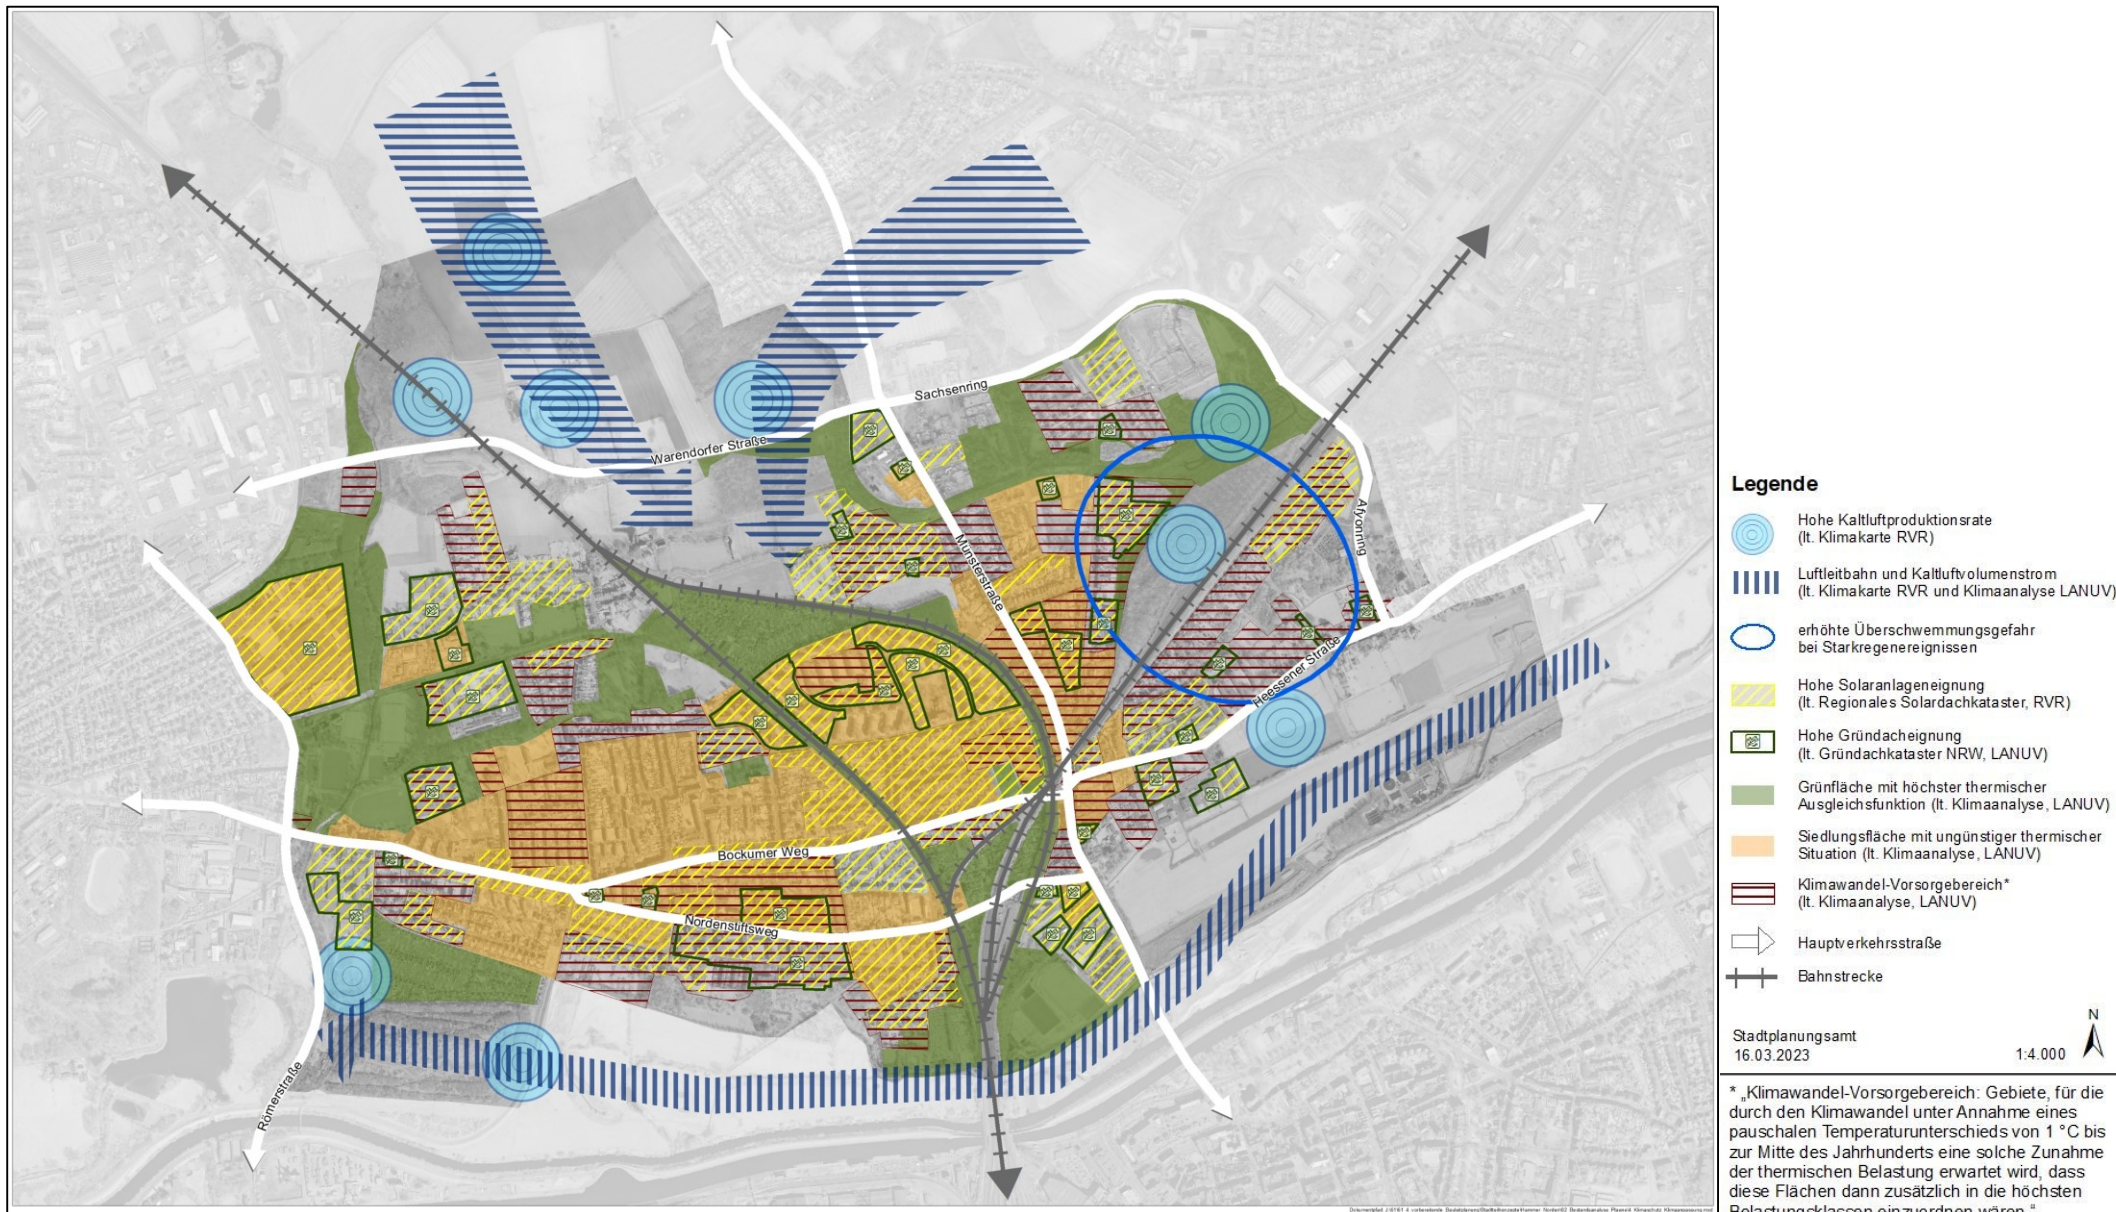 Sachsenring
Warendorfer Straße
Münsterstraße
Afyonring
Heessener Straße
Bockumer Weg
Nordenstiftsweg
Römerstraße
Legende
Hohe Kaltluftproduktionsrate
(lt. Klimakarte RVR)
Luftleitbahn und Kaltluftvolumenstrom
(lt. Klimakarte RVR und Klimaanalyse LANUV)
erhöhte Überschwemmungsgefahr
bei Starkregenereignissen
Hohe Solaranlageneignung
(lt. Regionales Solardachkataster, RVR)
Hohe Gründacheignung
(lt. Gründachkataster NRW, LANUV)
Grünfläche mit höchster thermischer
Ausgleichsfunktion (lt. Klimaanalyse, LANUV)
Siedlungsfläche mit ungünstiger thermischer
Situation (lt. Klimaanalyse, LANUV)
Klimawandel-Vorsorgebereich*
(lt. Klimaanalyse, LANUV)
Hauptverkehrsstraße
Bahnstrecke
N
Stadtplanungsamt
16.03.2023
1:4.000
* „Klimawandel-Vorsorgebereich: Gebiete, für die
durch den Klimawandel unter Annahme eines
pauschalen Temperaturunterschieds von 1 °C bis
zur Mitte des Jahrhunderts eine solche Zunahme
der thermischen Belastung erwartet wird, dass
diese Flächen dann zusätzlich in die höchsten
Belastungsklassen einzuordnen wären."